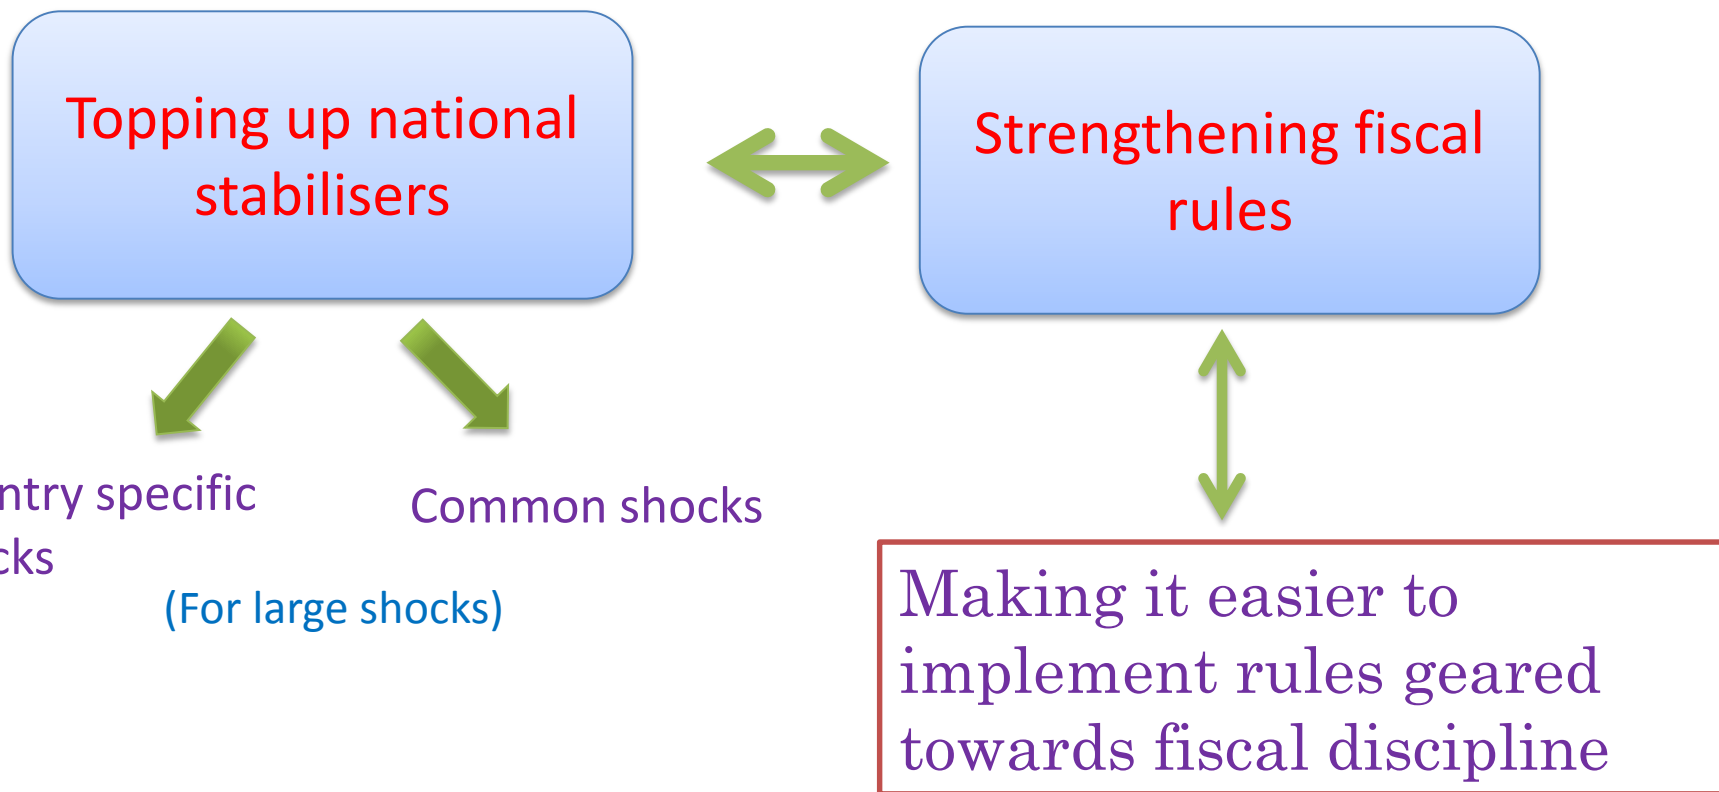 Topping up national
stabilisers
Strengthening fiscal
rules
ntry specific
cks
Common shocks
(For large shocks)
Making it easier to
implement rules geared
towards fiscal discipline